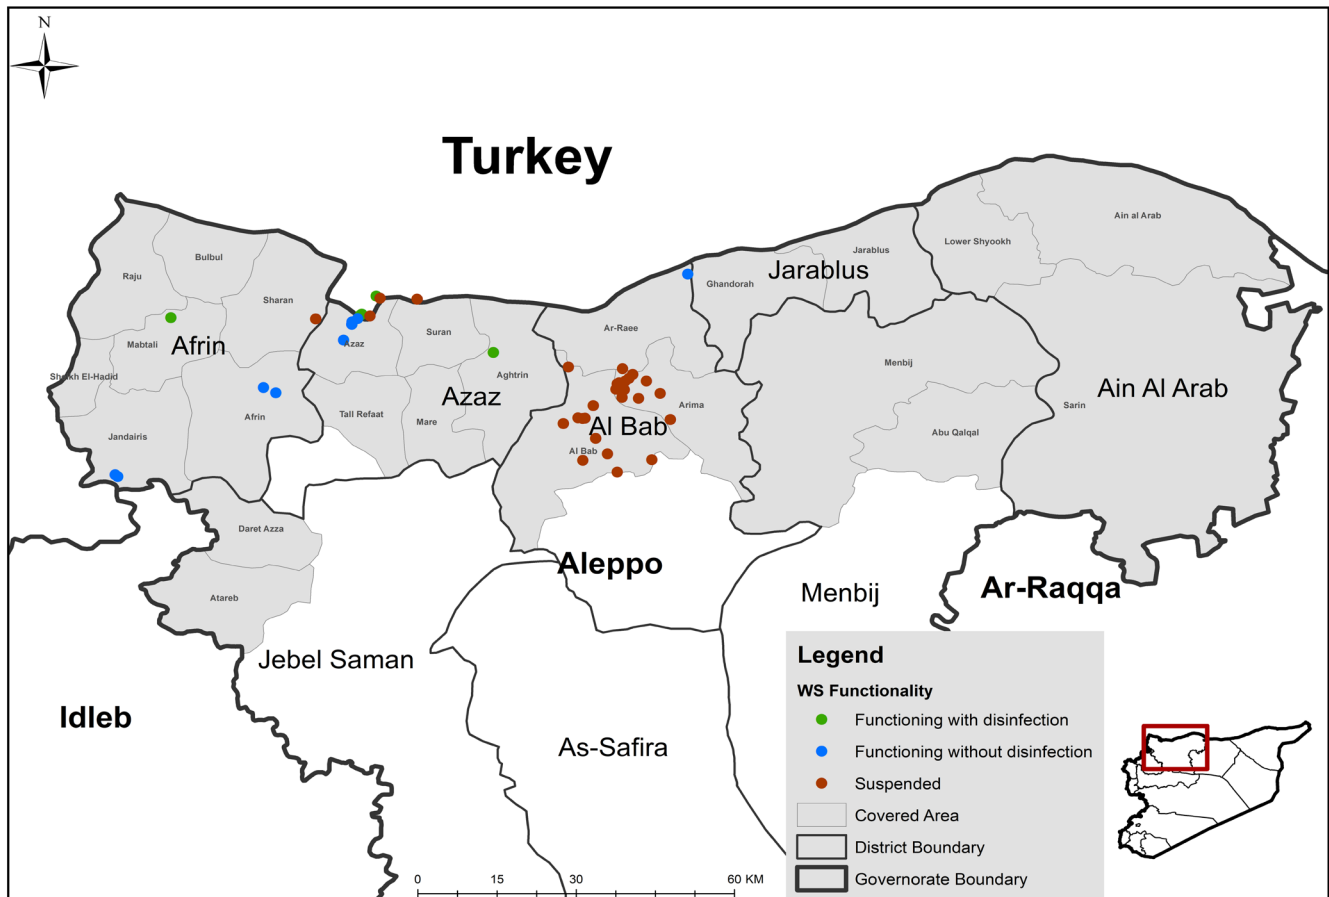 N
Turkey
Ain al Arab
Lower Shyookh
Jarablus
Bulbul
Jarablus
Raju
Ghandorah
Sharan
Ar-Raee
Suran
Mabtali
Afrin
Azaz
Menbij
Sheikh El-Hadid
Aghtrin
Ain Al Arab
Azaz
Arima
Sarin
Afrin
Tall Refaat
Mare
Al Bab
Abu Qalqal
Jandairis
Al Bab
Daret Azza
Aleppo
Ar-Raqqa
Menbij
Atareb
Jebel Saman
Idleb
As-Safira
Legend
WS Functionality
Functioning with disinfection
Functioning without disinfection
Suspended
Covered Area
District Boundary
Governorate Boundary
0 15 30 60 KM